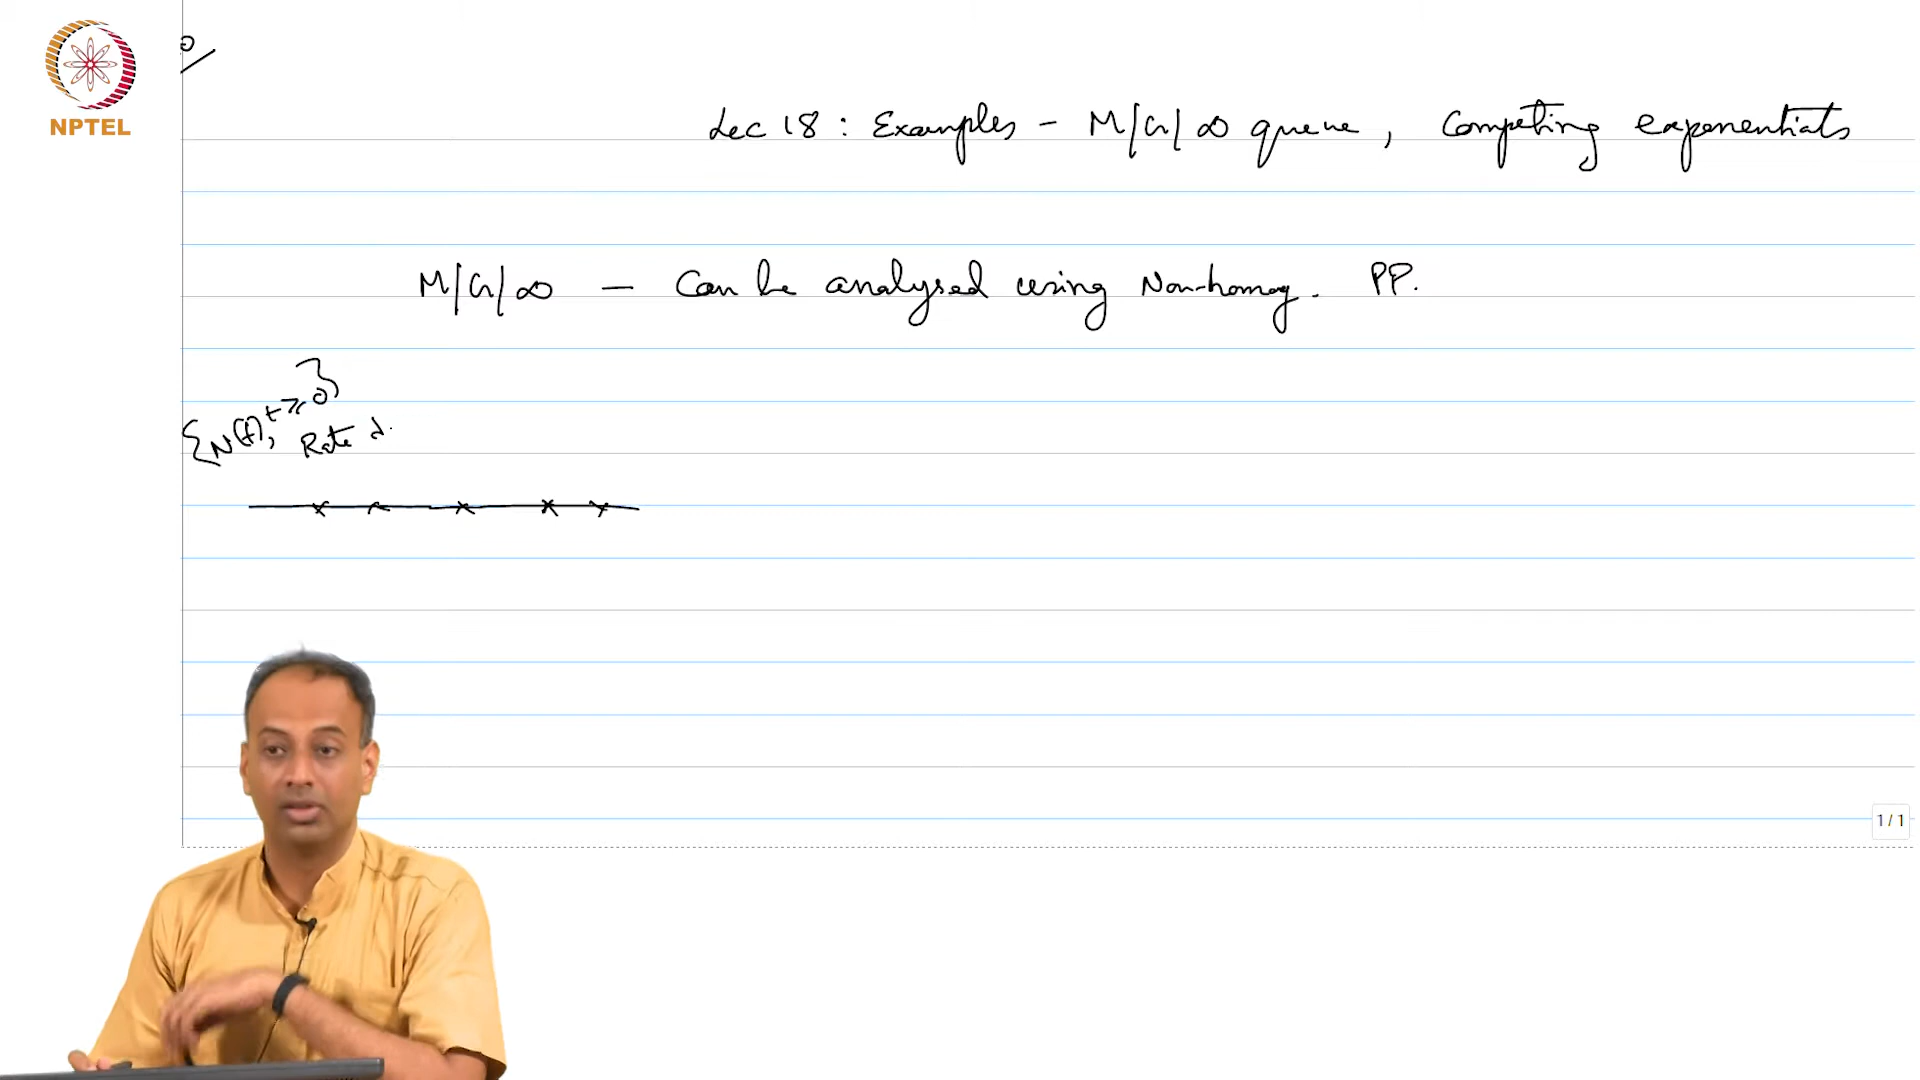 NPTEL
Lec 18 : Examples - M/G/∞ queue, Competing exponentials
M/G/∞ - Can be analysed using Non-homog. PP.
{N(t), t ≥ 0}
Rate λ.
1 / 1